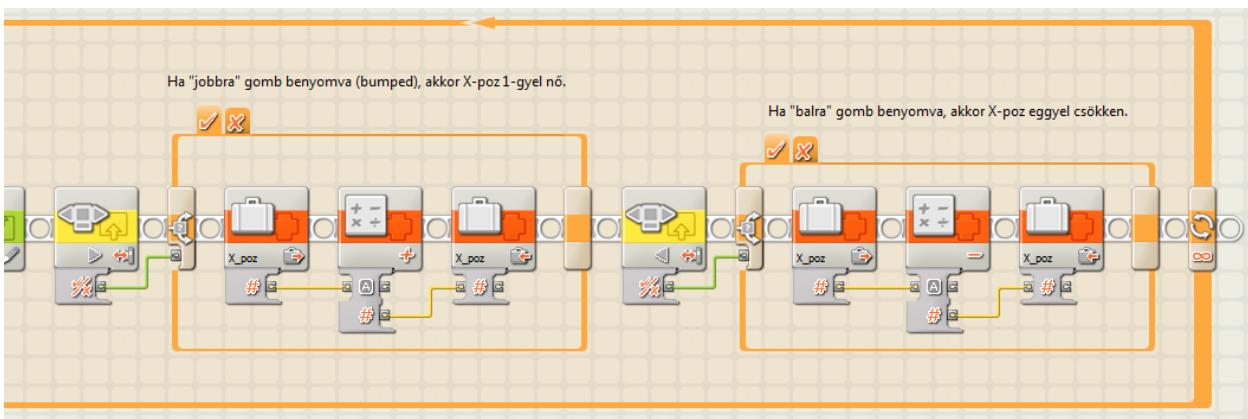 Ha "jobbra" gomb benyomva (bumped), akkor X-poz 1-gyel nő.
Ha "balra" gomb benyomva, akkor X-poz eggyel csökken.
X_poz
X_poz
X_poz
X_poz